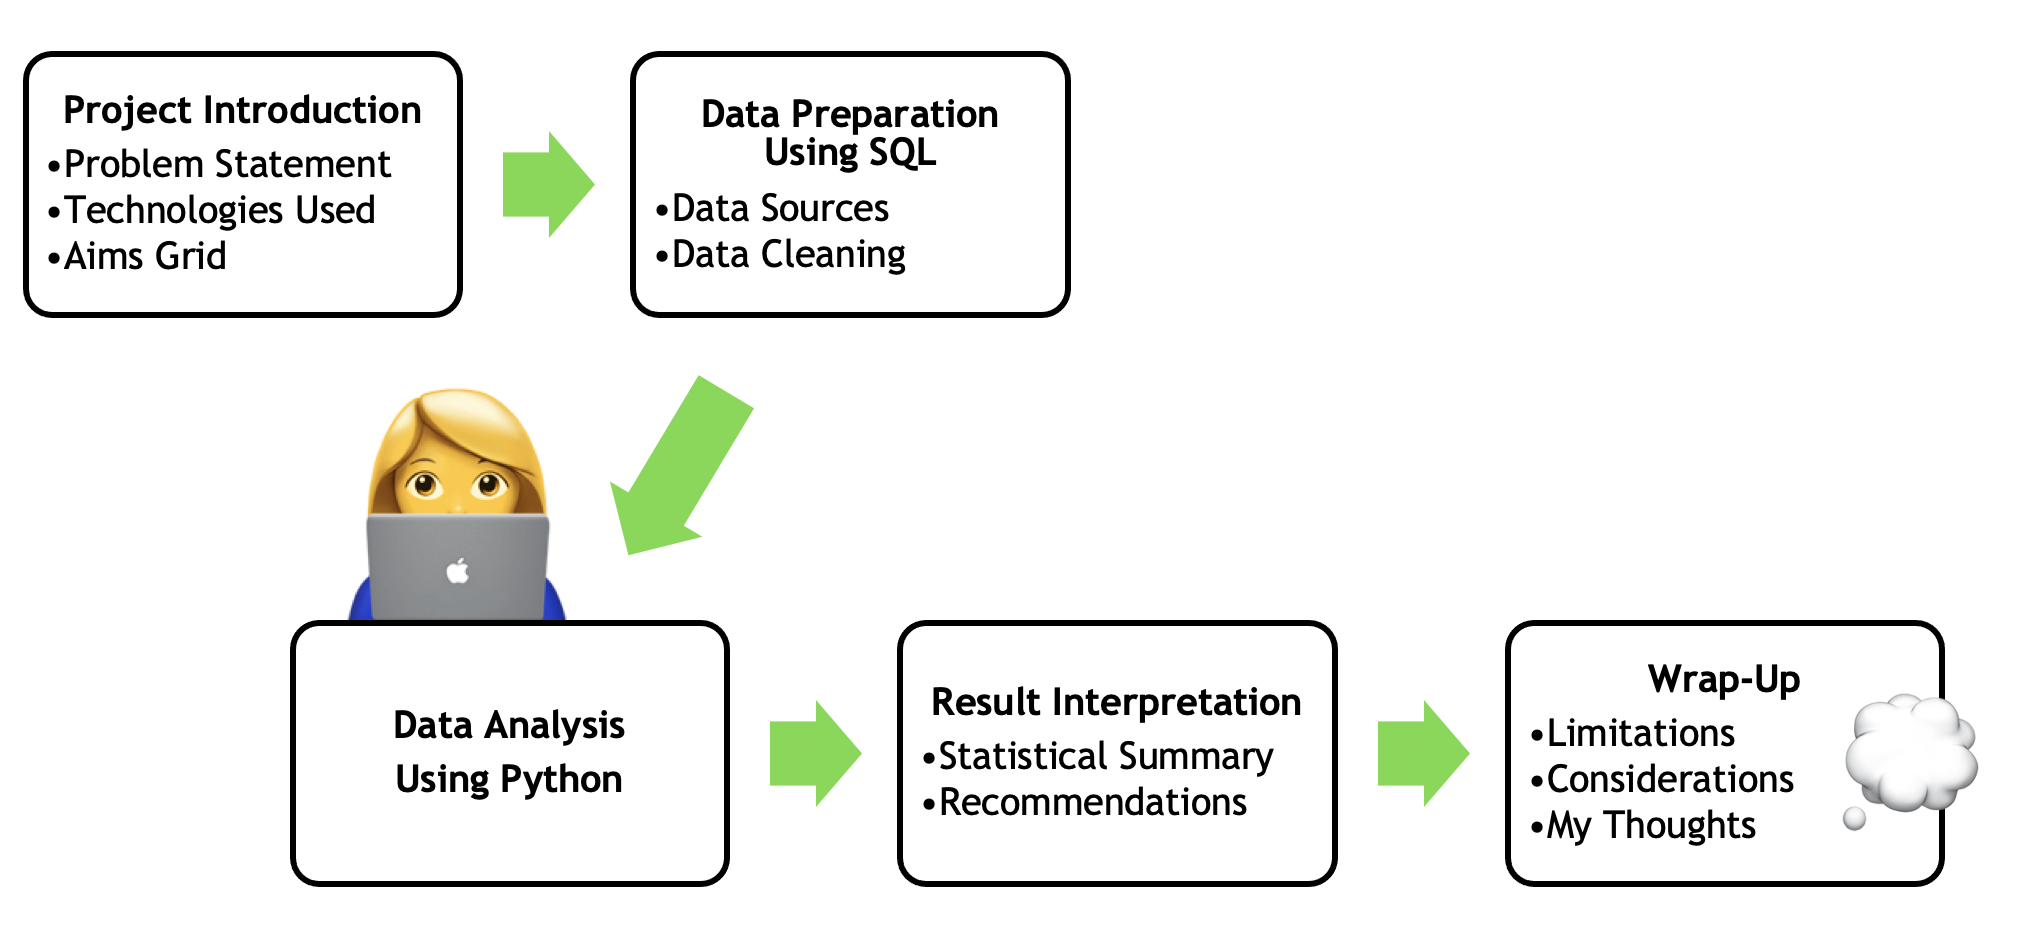 Project Introduction
•Problem Statement
•Technologies Used
•Aims Grid
Data Preparation
Using SQL
•Data Sources
•Data Cleaning
Data Analysis
Using Python
Result Interpretation
•Statistical Summary
•Recommendations
Wrap-Up
•Limitations
•Considerations
•My Thoughts